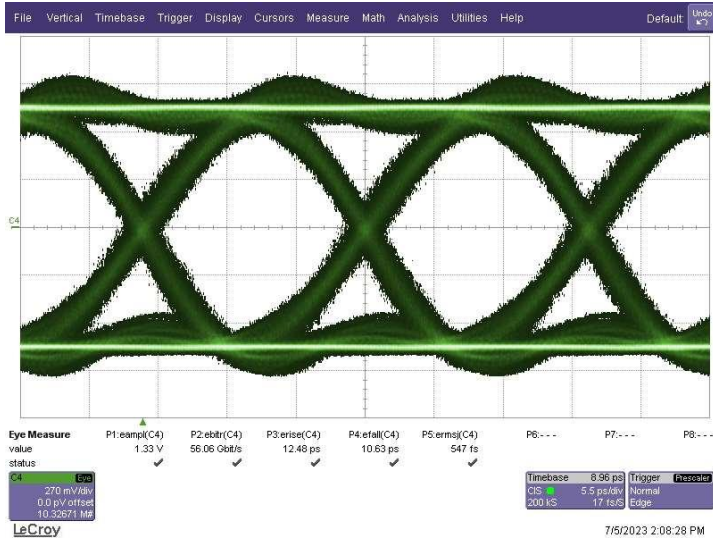 File Vertical Timebase Trigger Display Cursors Measure Math Analysis Utilities Help Default: Undo
C4
Eye Measure P1:eampl(C4) P2:ebitr(C4) P3:erise(C4) P4:efall(C4) P5:ermsj(C4) P6:- - - P7:- - - P8:- - -
value 1.33 V 56.06 Gbit/s 12.48 ps 10.63 ps 547 fs
status
C4 Eye
270 mV/div
0.0 pV offset
10.32671 M#
Timebase 8.96 ps
CIS 5.5 ps/div
200 kS 17 fs/S
Trigger Prescaler
Normal
Edge
LeCroy
7/5/2023 2:08:28 PM